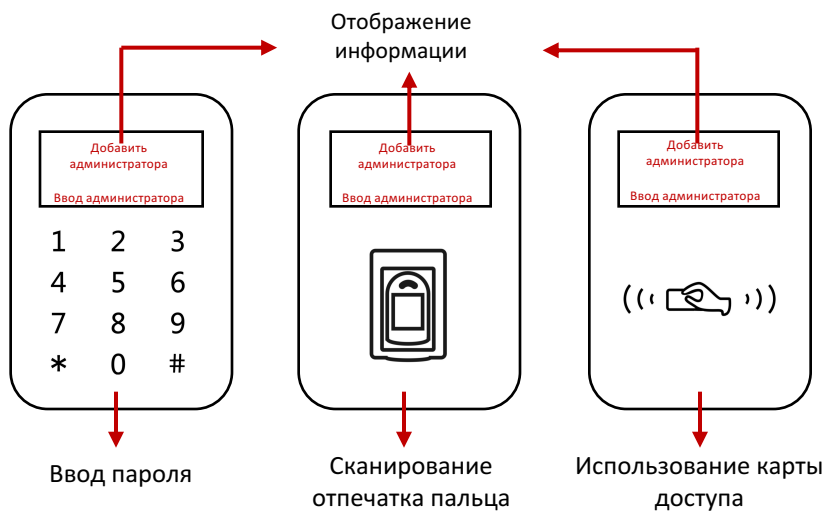 Отображение
информации
Добавить
администратора
Ввод администратора
1 2 3
4 5 6
7 8 9
* 0 #
Ввод пароля
Добавить
администратора
Ввод администратора
Сканирование
отпечатка пальца
Добавить
администратора
Ввод администратора
Использование карты
доступа